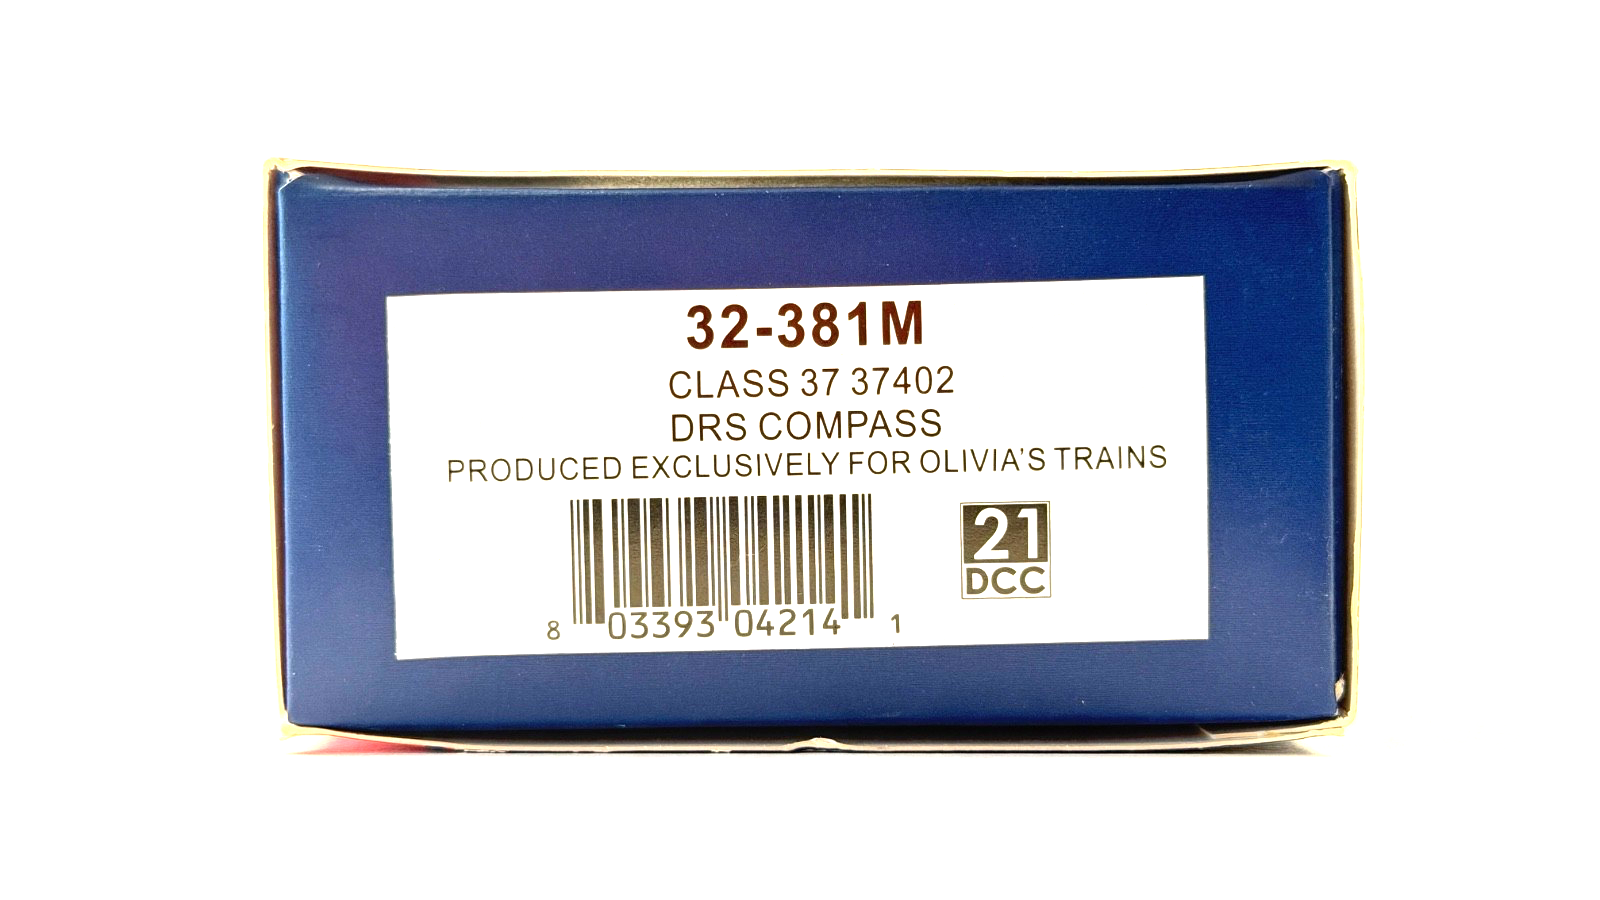 32-381M
CLASS 37 37402
DRS COMPASS
PRODUCED EXCLUSIVELY FOR OLIVIA'S TRAINS
21
DCC
8 03393 04214 1